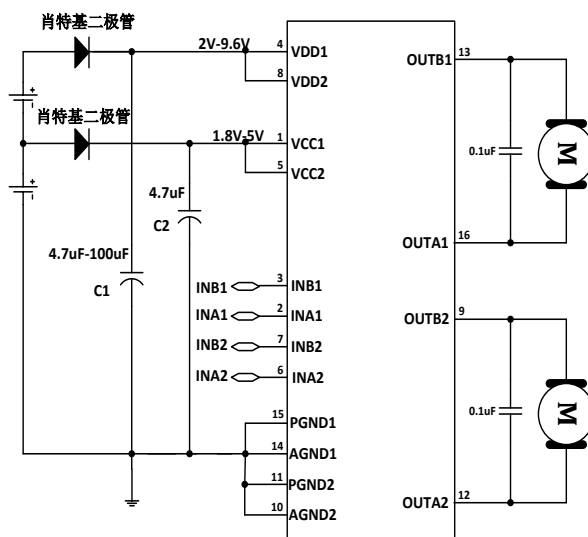 肖特基二极管
2V-9.6V
4
VDD1
OUTB1
13
8
VDD2
肖特基二极管
1.8V-5V
1
VCC1
5
VCC2
0.1uF
M
4.7uF
C2
OUTA1
16
4.7uF-100uF
C1
INB1
3
INB1
INA1
2
INA1
OUTB2
9
INB2
7
INB2
INA2
6
INA2
0.1uF
M
15
PGND1
14
AGND1
11
PGND2
OUTA2
12
10
AGND2